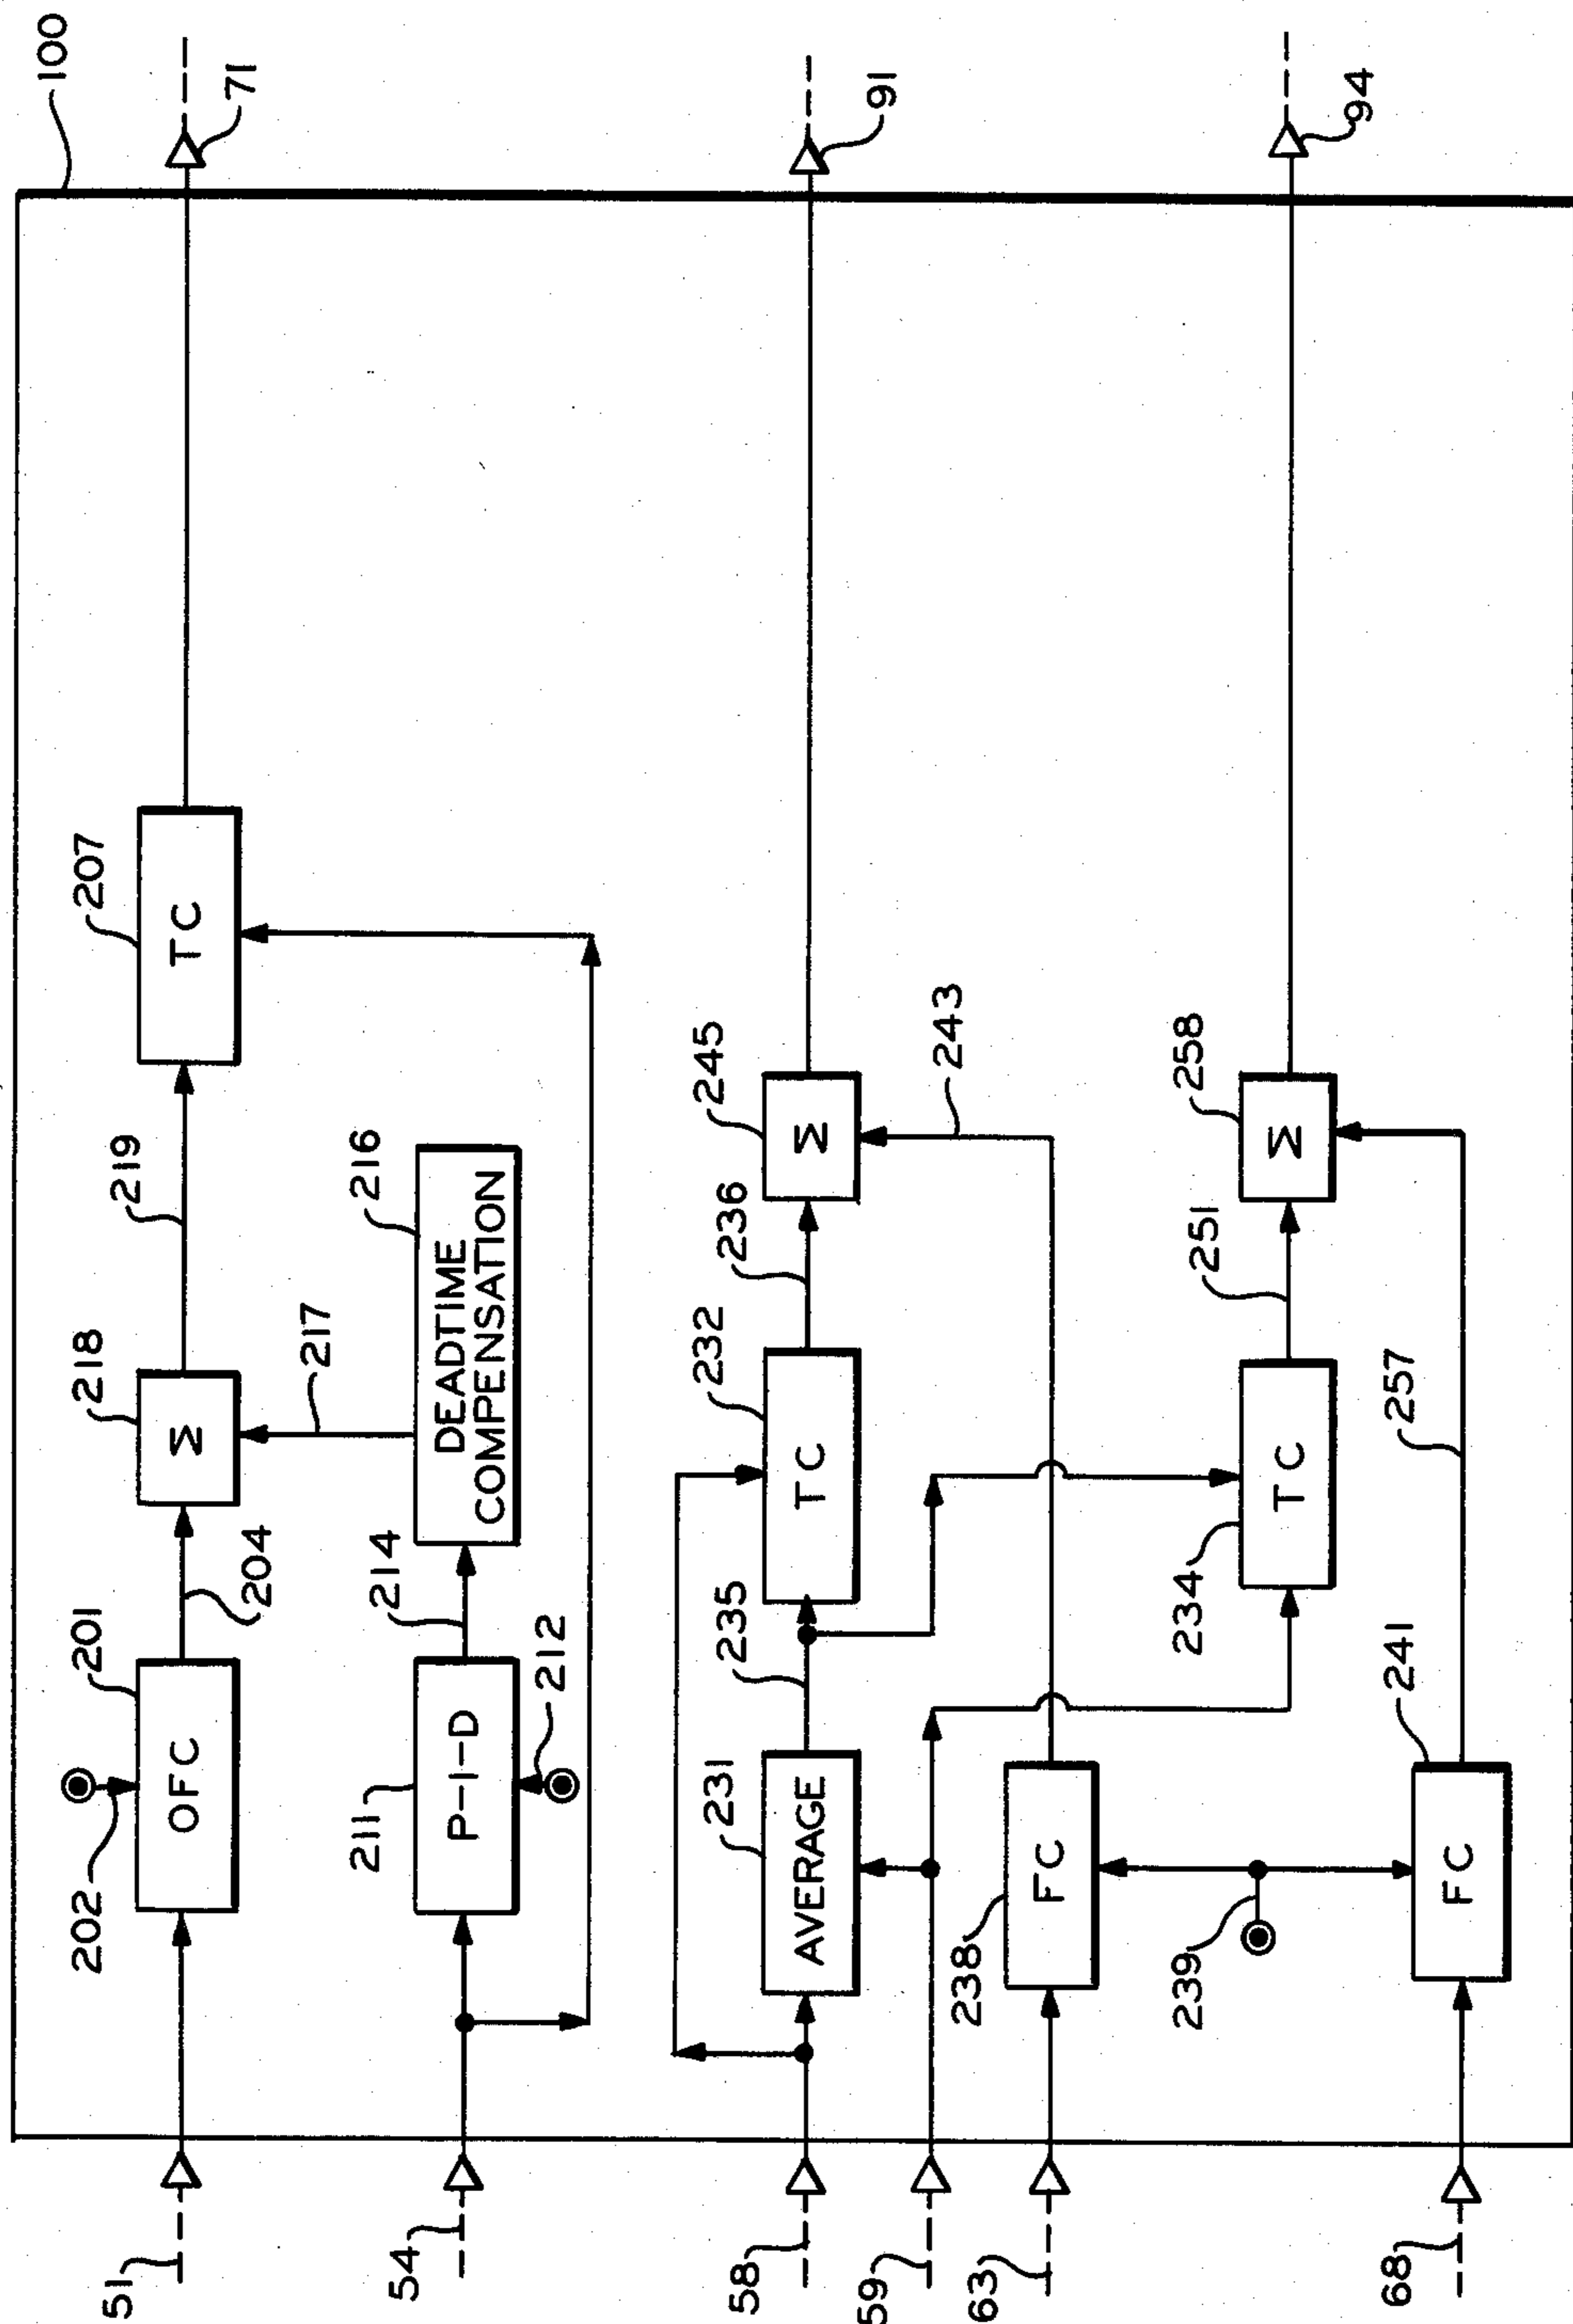 100
51
202
OFC
201
204
Σ
218
219
TC
207
71
54
211
P-I-D
212
214
DEADTIME
COMPENSATION
216
217
58
AVERAGE
231
235
TC
232
236
Σ
245
243
91
59
63
238
FC
239
234
TC
251
Σ
258
94
68
FC
241
257